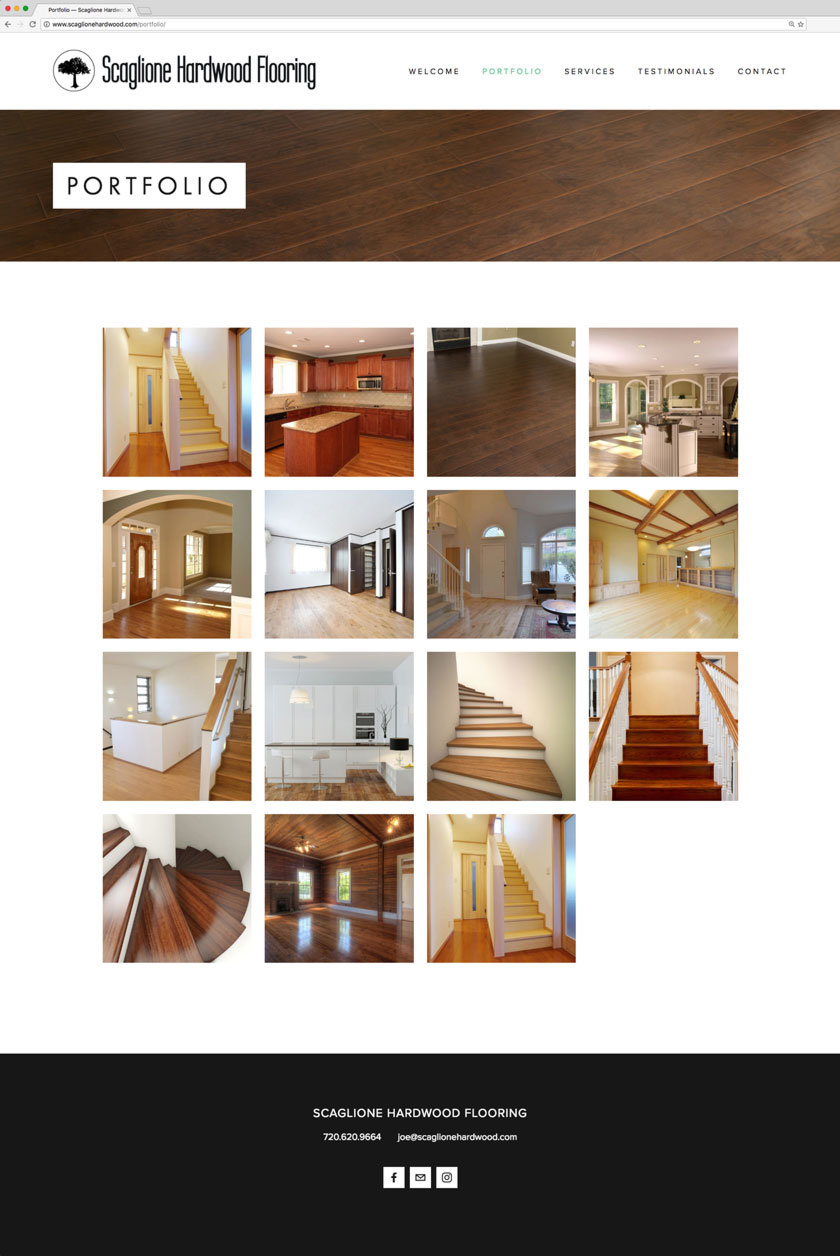 Portfolio — Scaglione Hardw
www.scaglionehardwood.com/portfolio/
Scaglione Hardwood Flooring
WELCOME PORTFOLIO SERVICES TESTIMONIALS CONTACT
PORTFOLIO
SCAGLIONE HARDWOOD FLOORING
720.620.9664 joe@scaglionehardwood.com